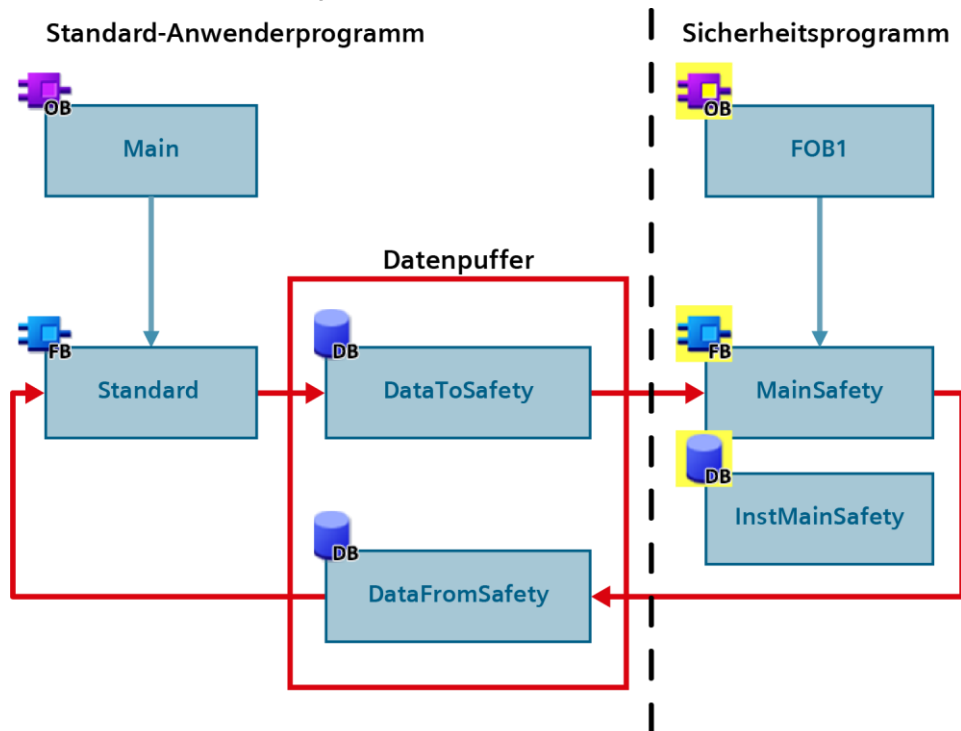 Standard-Anwenderprogramm
Sicherheitsprogramm
OB
Main
OB
FOB1
Datenpuffer
FB
Standard
DB
DataToSafety
FB
MainSafety
DB
InstMainSafety
DB
DataFromSafety